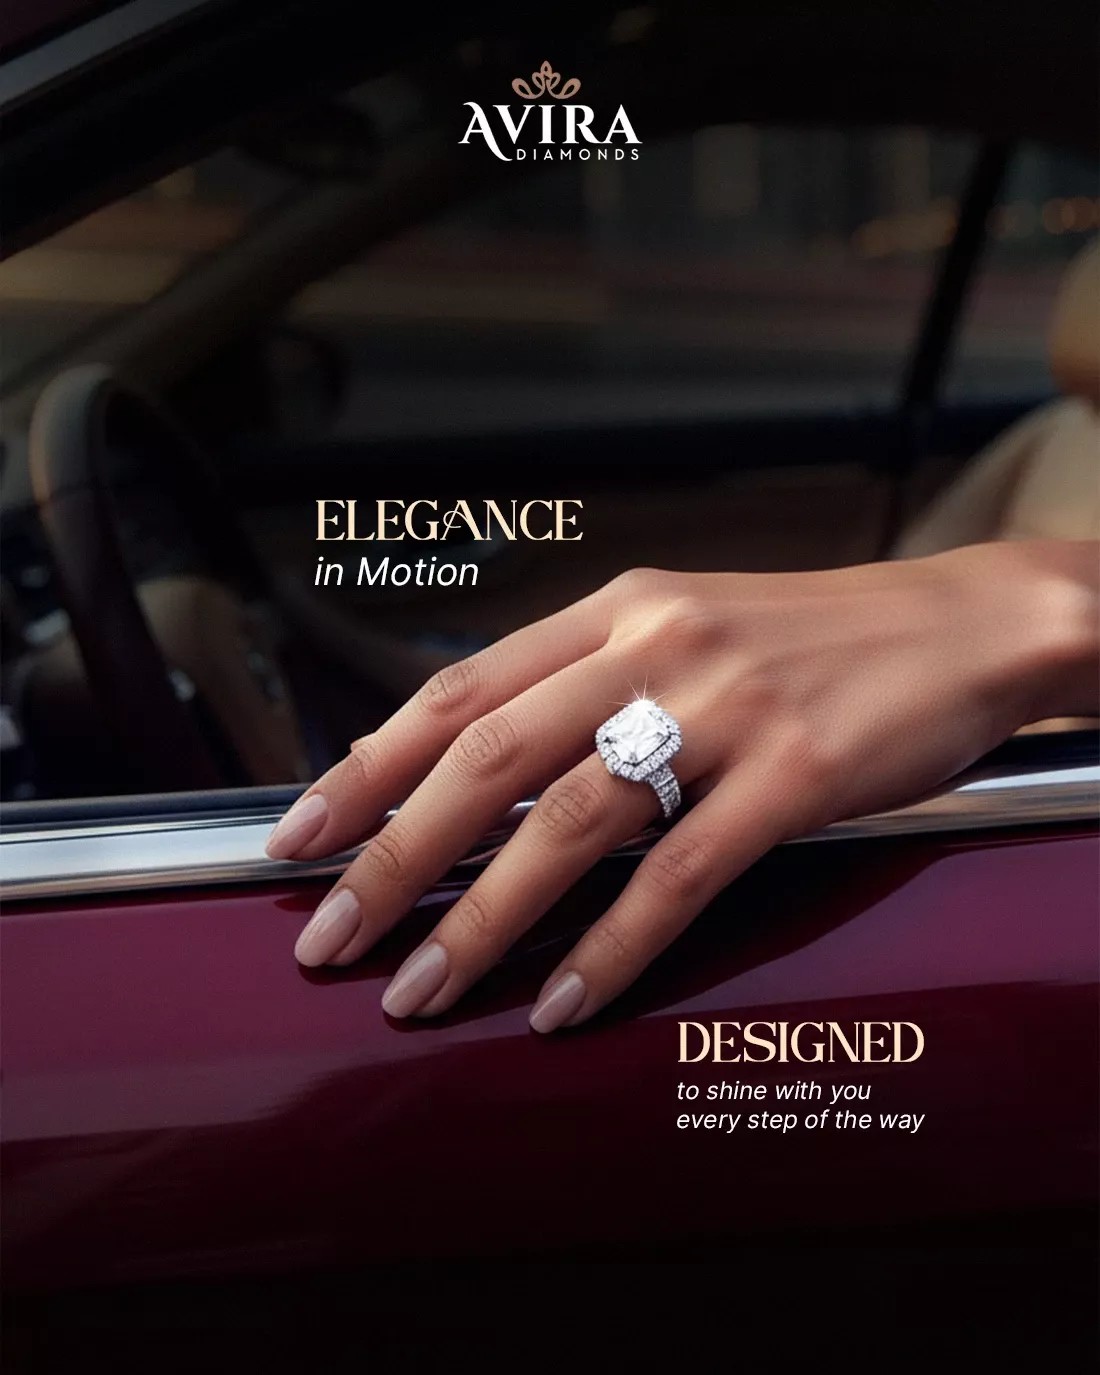 AVIRA
DIAMONDS
ELEGANCE
in Motion
DESIGNED
to shine with you
every step of the way